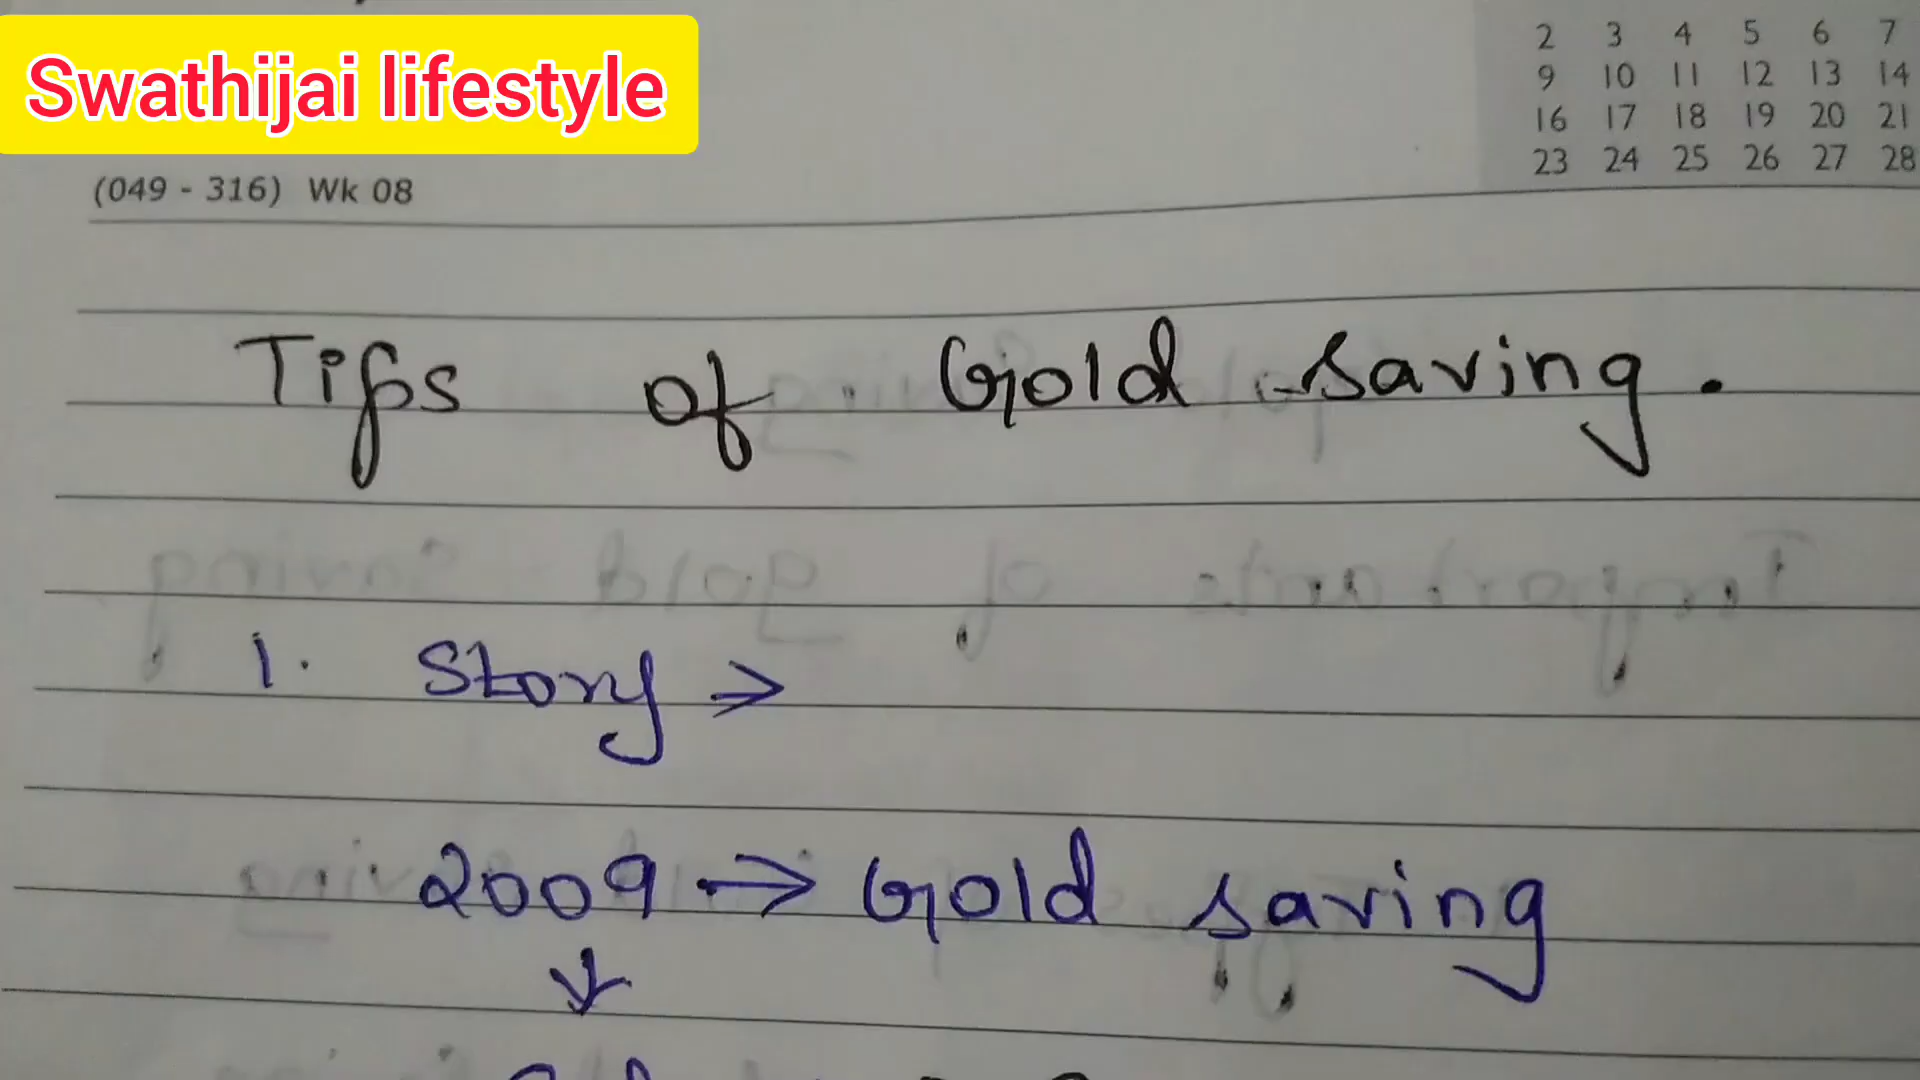 Swathijai lifestyle
2 3 4 5 6 7
9 10 11 12 13 14
16 17 18 19 20 21
23 24 25 26 27 28
(049 - 316) Wk 08
Tips of Gold saving.
1. Story →
2009 → Gold saving
↓